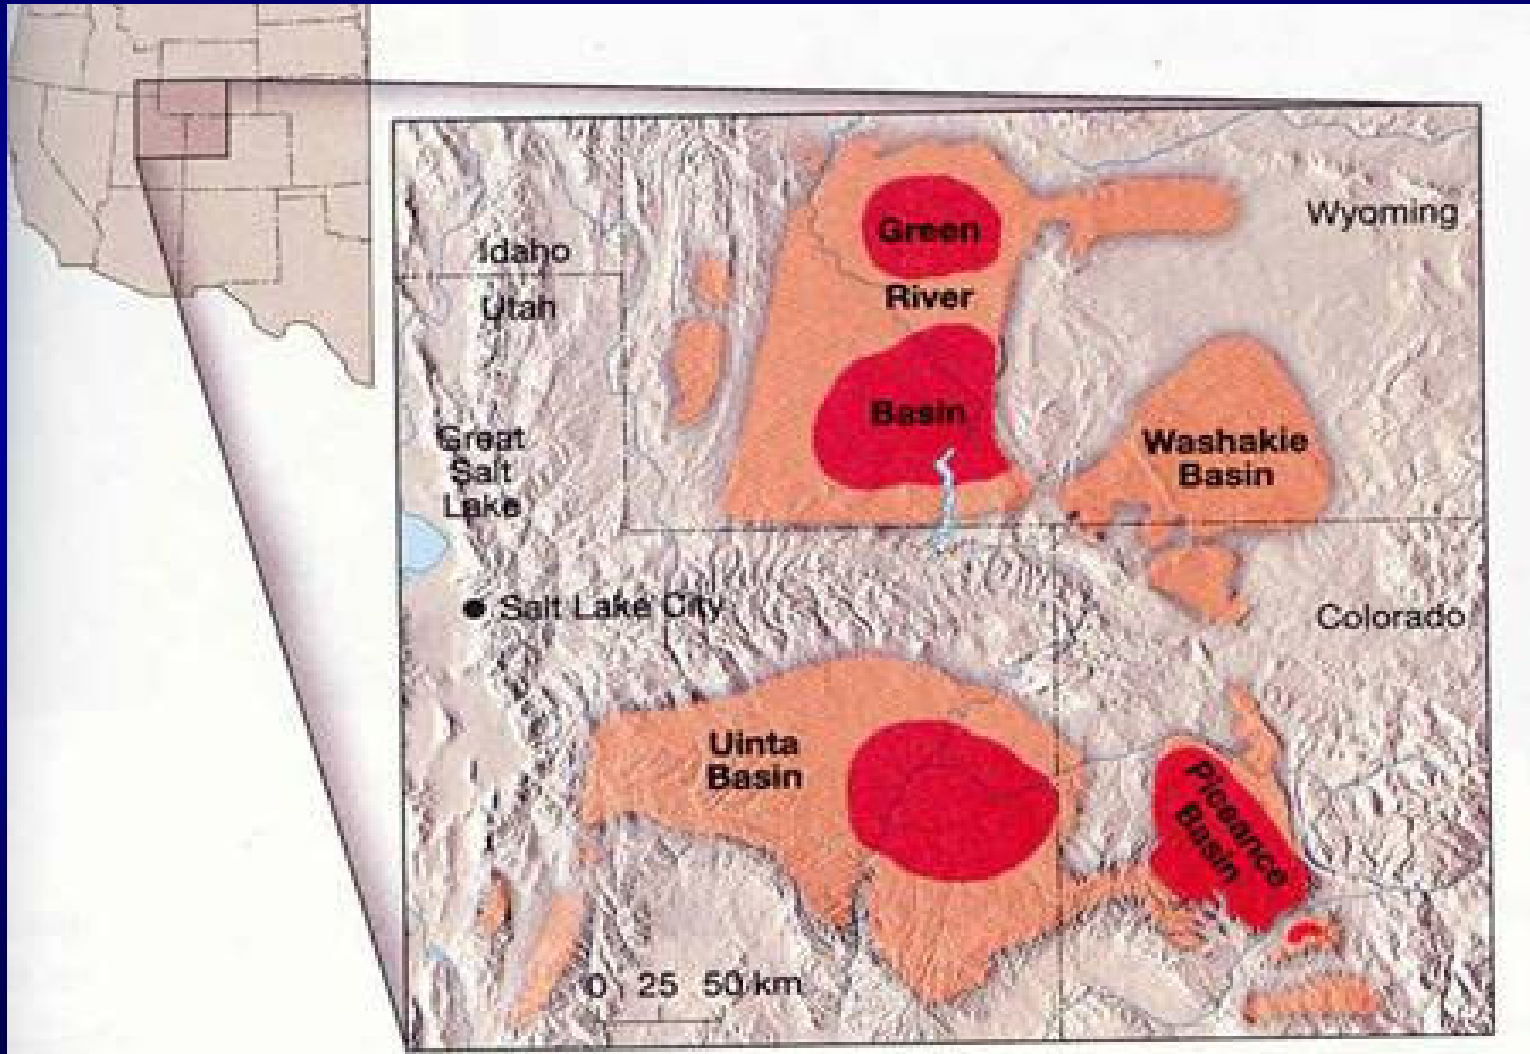 Green
Wyoming
Idaho
River
Utah
Basin
Great
Salt
Lake
Washakie
Basin
Salt Lake City
Colorado
Uinta
Basin
Piceance
Basin
0 25 50 km